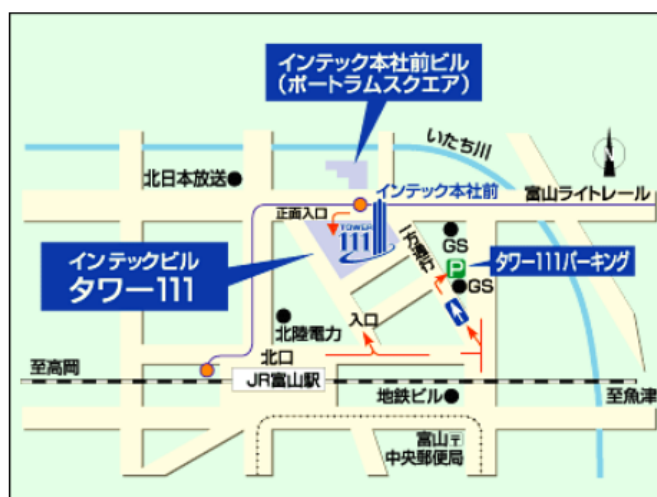 インテック本社前ビル
(ポートラムスクエア)
いたち川
N
北日本放送
インテック本社前
富山ライトレール
正面入口
TOWER
111
GS
一方通行
インテックビル
タワー111
P
タワー111パーキング
GS
北陸電力
入口
北口
至高岡
JR富山駅
地鉄ビル
至魚津
富山〒
中央郵便局